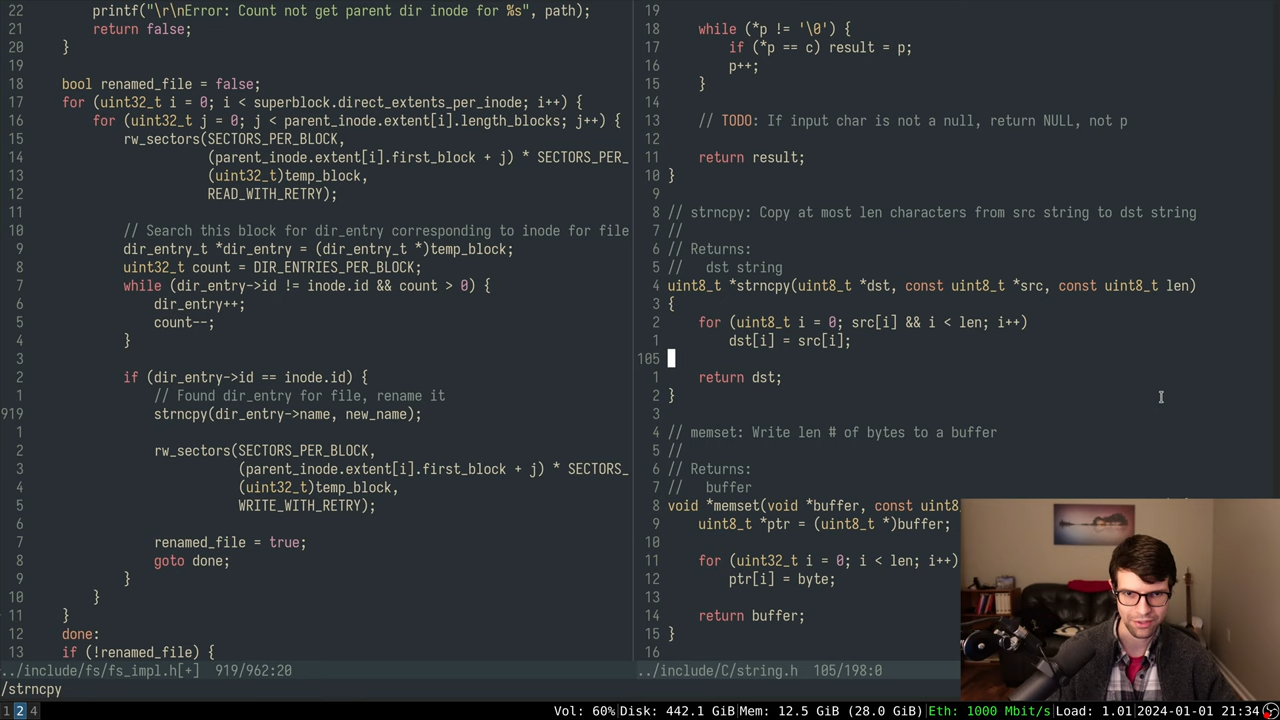 22         printf("\r\nError: Count not get parent dir inode for %s", path);
21         return false;
20     }
19
18     bool renamed_file = false;
17     for (uint32_t i = 0; i < superblock.direct_extents_per_inode; i++) {
16         for (uint32_t j = 0; j < parent_inode.extent[i].length_blocks; j++) {
15             rw_sectors(SECTORS_PER_BLOCK,
14                        (parent_inode.extent[i].first_block + j) * SECTORS_PER_
13                        (uint32_t)temp_block,
12                        READ_WITH_RETRY);
11
10             // Search this block for dir_entry corresponding to inode for file
9             dir_entry_t *dir_entry = (dir_entry_t *)temp_block;
8             uint32_t count = DIR_ENTRIES_PER_BLOCK;
7             while (dir_entry->id != inode.id && count > 0) {
6                 dir_entry++;
5                 count--;
4             }
3
2             if (dir_entry->id == inode.id) {
1                 // Found dir_entry for file, rename it
919                 strncpy(dir_entry->name, new_name);
1
2                 rw_sectors(SECTORS_PER_BLOCK,
3                            (parent_inode.extent[i].first_block + j) * SECTORS_
4                            (uint32_t)temp_block,
5                            WRITE_WITH_RETRY);
6
7                 renamed_file = true;
8                 goto done;
9             }
10         }
11     }
12     done:
13     if (!renamed_file) {
../include/fs/fs_impl.h[+]  919/962:20
19
18     while (*p != '\0') {
17         if (*p == c) result = p;
16         p++;
15     }
14
13     // TODO: If input char is not a null, return NULL, not p
12
11     return result;
10 }
9
8 // strncpy: Copy at most len characters from src string to dst string
7 //
6 // Returns:
5 //   dst string
4 uint8_t *strncpy(uint8_t *dst, const uint8_t *src, const uint8_t len)
3 {
2     for (uint8_t i = 0; src[i] && i < len; i++)
1         dst[i] = src[i];
105
1     return dst;
2 }
3
4 // memset: Write len # of bytes to a buffer
5 //
6 // Returns:
7 //   buffer
8 void *memset(void *buffer, const uint8
9     uint8_t *ptr = (uint8_t *)buffer;
10
11     for (uint32_t i = 0; i < len; i++)
12         ptr[i] = byte;
13
14     return buffer;
15 }
16
../include/C/string.h  105/198:0
/strncpy
1 2 4 Vol: 60%|Disk: 442.1 GiB|Mem: 12.5 GiB (28.0 GiB)|Eth: 1000 Mbit/s|Load: 1.01|2024-01-01 21:34